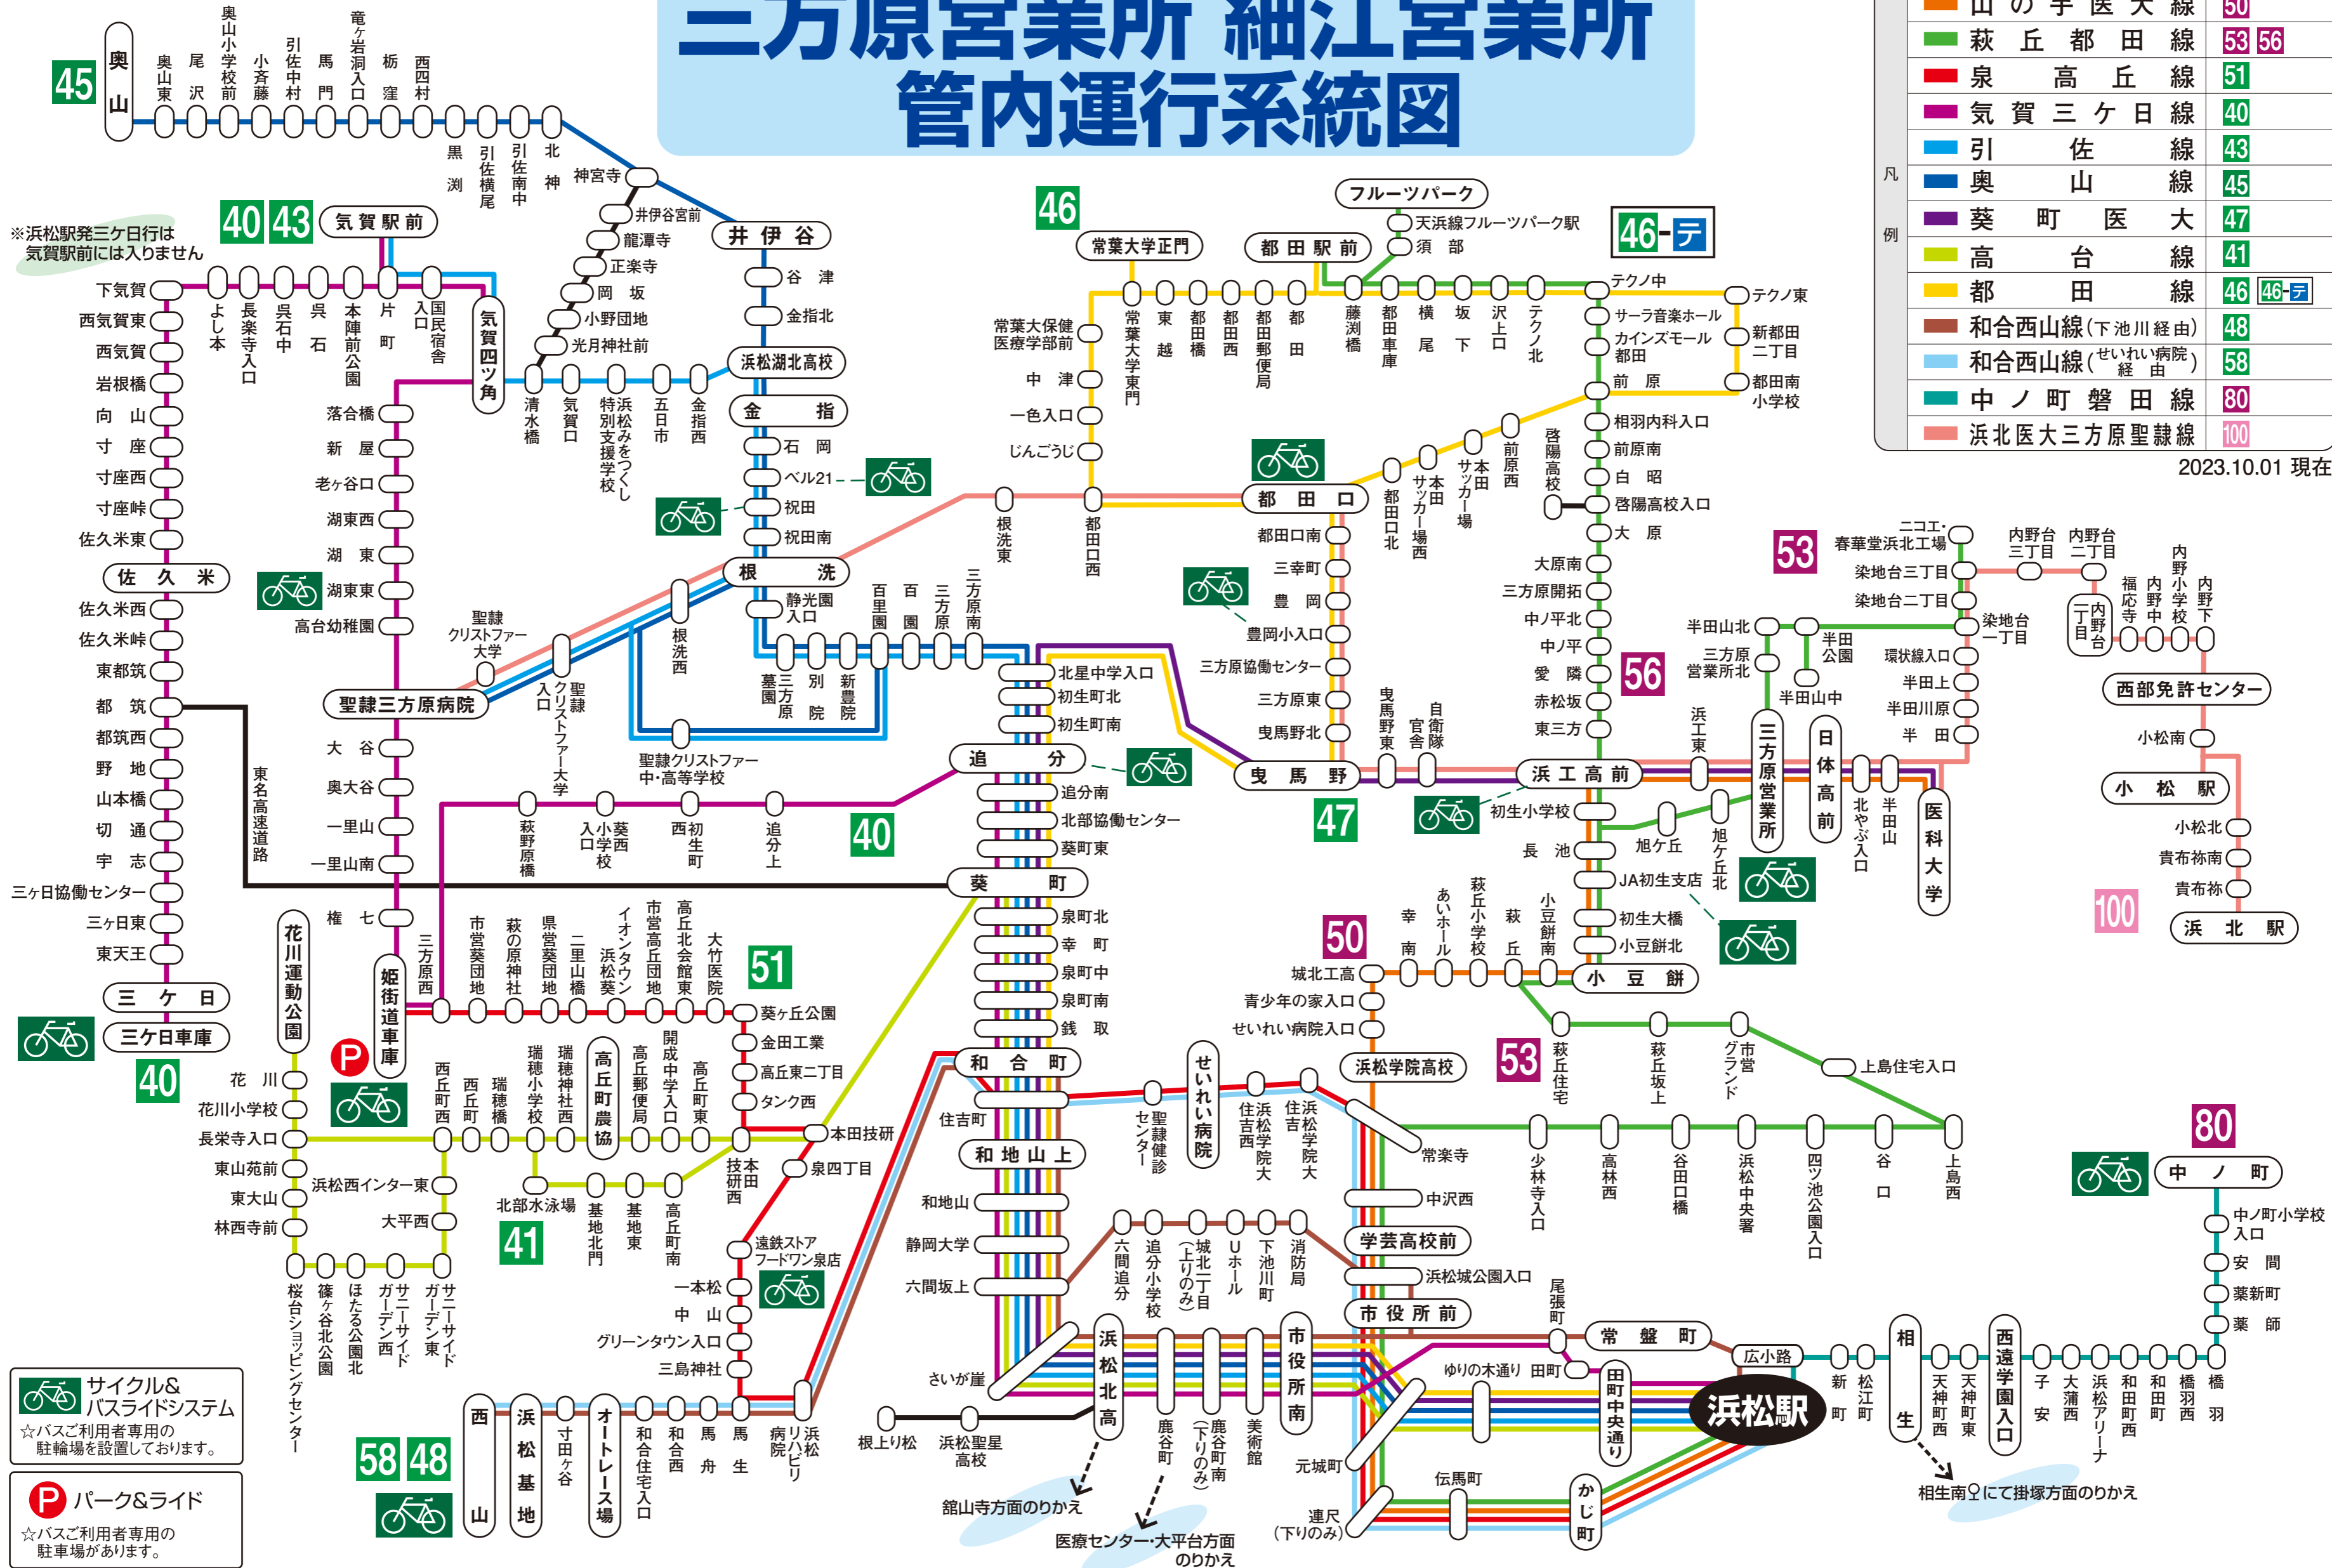 三方原営業所 細江営業所
管内運行系統図
凡例
山の手医大線 50
萩丘都田線 53 56
泉高丘線 51
気賀三ケ日線 40
引佐線 43
奥山線 45
葵町医大 47
高台線 41
都田線 46 46-テ
和合西山線(下池川経由) 48
和合西山線(せいれい病院経由) 58
中ノ町磐田線 80
浜北医大三方原聖隷線 100
2023.10.01 現在
45
奥山
奥山東
尾沢
奥山小学校前
小斉藤
引佐中村
馬門
竜ヶ岩洞入口
栃窪
西四村
黒渕
引佐横尾
引佐南中
北神
神宮寺
井伊谷宮前
龍潭寺
正楽寺
岡坂
小野団地
光月神社前
井伊谷
谷津
金指北
浜松湖北高校
金指
石岡
ベル21
祝田
祝田南
根洗
静光園入口
40 43
気賀駅前
※浜松駅発三ケ日行は
気賀駅前には入りません
下気賀
よし本
長楽寺入口
呉石中
呉石
本陣前公園
片町
国民宿舎入口
気賀四ツ角
清水橋
気賀口
浜松みをつくし特別支援学校
五日市
金指西
西気賀東
西気賀
岩根橋
向山
寸座
寸座西
寸座峠
佐久米東
佐久米
佐久米西
佐久米峠
東都筑
都筑
都筑西
野地
山本橋
切通
宇志
三ヶ日協働センター
三ヶ日東
東天王
三ケ日
三ケ日車庫
40
東名高速道路
落合橋
新屋
老ヶ谷口
湖東西
湖東
湖東東
高台幼稚園
聖隷三方原病院
大谷
奥大谷
一里山
一里山南
権七
姫街道車庫
聖隷クリストファー大学
聖隷クリストファー大学入口
根洗西
聖隷クリストファー中・高等学校
三方原墓園
別院
新豊院
百里園
百園
三方原
三方原南
北星中学入口
初生町北
初生町南
追分
追分南
北部協働センター
葵町東
葵町
泉町北
幸町
泉町中
泉町南
銭取
和合町
住吉町
和地山上
和地山
静岡大学
六間坂上
さいが崖
萩野原橋
葵西小学校入口
初生町西
追分上
40
46
常葉大学正門
都田駅前
フルーツパーク
天浜線フルーツパーク駅
須部
46-テ
常葉大保健医療学部前
中津
一色入口
じんごうじ
常葉大学東門
東越
都田橋
都田西
都田郵便局
都田
藤渕橋
都田車庫
横尾
坂下
沢上口
テクノ北
テクノ中
テクノ東
新都田二丁目
都田南小学校
サーラ音楽ホール
カインズモール都田
前原
相羽内科入口
前原南
白昭
啓陽高校入口
啓陽高校
大原
大原南
三方原開拓
中ノ平北
中ノ平
愛隣
赤松坂
東三方
56
根洗東
都田口西
都田口
都田口北
本田サッカー場西
本田サッカー場
前原西
都田口南
三幸町
豊岡
豊岡小入口
三方原協働センター
三方原東
曳馬野北
曳馬野
47
曳馬野東
自衛隊官舎
浜工高前
浜工東
三方原営業所
日体高前
北やぶ入口
半田山
医科大学
三方原営業所北
半田山北
半田公園
半田山中
53
ニコエ・春華堂浜北工場
染地台三丁目
染地台二丁目
染地台一丁目
環状線入口
半田上
半田川原
半田
内野台三丁目
内野台二丁目
内野台一丁目
福応寺
内野中
内野小学校
内野下
西部免許センター
小松南
小松駅
小松北
貴布祢南
貴布祢
浜北駅
100
初生小学校
旭ケ丘
旭ケ丘北
長池
JA初生支店
初生大橋
小豆餅北
小豆餅
小豆餅南
萩丘
萩丘小学校
あいホール
幸南
50
城北工高
青少年の家入口
せいれい病院入口
浜松学院高校
53
萩丘住宅
萩丘坂上
市営グランド
上島住宅入口
上島西
谷口
四ツ池公園入口
浜松中央署
谷田口橋
高林西
少林寺入口
常楽寺
中沢西
学芸高校前
浜松城公園入口
市役所前
聖隷健診センター
せいれい病院
浜松学院大住吉西
浜松学院大住吉
六間追分
追分小学校
城北二丁目(上りのみ)
Uホール
下池川町
消防局
浜松北高
鹿谷町
鹿谷町南(下りのみ)
美術館
市役所南
根上り松
浜松聖星高校
舘山寺方面のりかえ
医療センター・大平台方面
のりかえ
元城町
連尺(下りのみ)
伝馬町
かじ町
ゆりの木通り
田町
尾張町
田町中央通り
常盤町
広小路
浜松駅
新町
松江町
相生
天神町西
天神町東
西遠学園入口
子安
大蒲西
浜松アリーナ
和田町西
和田町
橋羽西
橋羽
薬師
薬新町
安間
中ノ町小学校入口
中ノ町
80
相生南にて掛塚方面のりかえ
三方原西
市営葵団地
萩の原神社
県営葵団地
二里山橋
イオンタウン浜松葵
市営高丘団地
高丘北会館東
大竹医院
51
葵ヶ丘公園
金田工業
高丘東二丁目
タンク西
本田技研
本田技研西
泉四丁目
遠鉄ストアフードワン泉店
一本松
中山
グリーンタウン入口
三島神社
花川運動公園
花川
花川小学校
長栄寺入口
東山苑前
東大山
林西寺前
桜台ショッピングセンター
篠ヶ谷北公園
ほたる公園北
サニーサイドガーデン西
サニーサイドガーデン東
大平西
浜松西インター東
西丘町西
西丘町
瑞穂橋
瑞穂小学校
瑞穂神社西
高丘町農協
高丘郵便局
開成中学入口
高丘町東
北部水泳場
基地北門
基地東
高丘町南
41
58 48
西山
浜松基地
寸田ヶ谷
オートレース場
和合住宅入口
和合西
馬舟
馬生
浜松リハビリ病院
P
サイクル&
バスライドシステム
☆バスご利用者専用の
駐輪場を設置しております。
P パーク&ライド
☆バスご利用者専用の
駐車場があります。